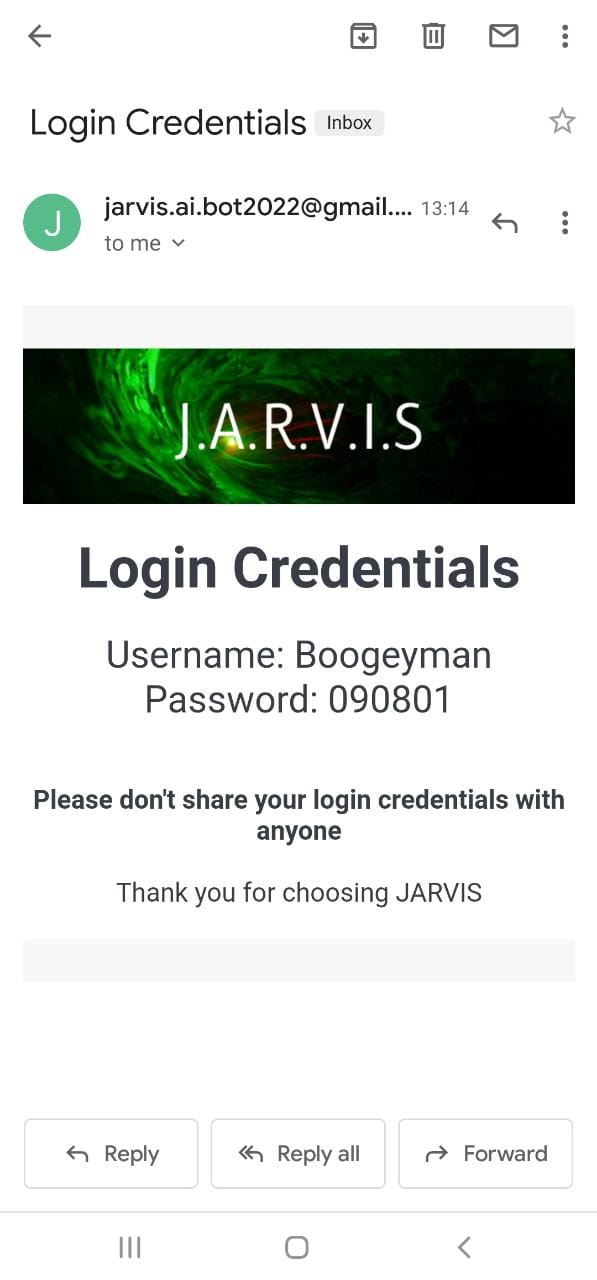 Login Credentials Inbox
J
jarvis.ai.bot2022@gmail.... 13:14
to me
J.A.R.V.I.S
Login Credentials
Username: Boogeyman
Password: 090801
Please don't share your login credentials with
anyone
Thank you for choosing JARVIS
Reply Reply all Forward